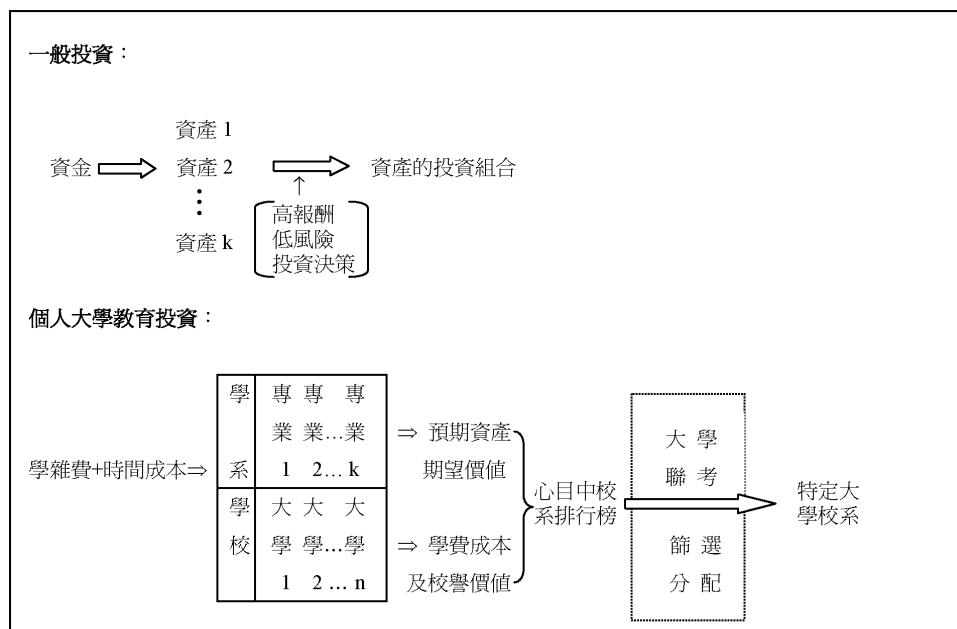 一般投資：
資產 1
資金 資產 2 資產的投資組合
↑
高報酬
資產 k 低風險
投資決策
個人大學教育投資：
學 專 專 專
業 業…業 ⇒ 預期資產 大 學
學雜費+時間成本⇒ 系 1 2… k 期望價值 聯 考
心目中校 特定大
學 大 大 大 系排行榜 學校系
校 學 學…學 ⇒ 學費成本 篩 選
1 2 … n 及校譽價值 分 配